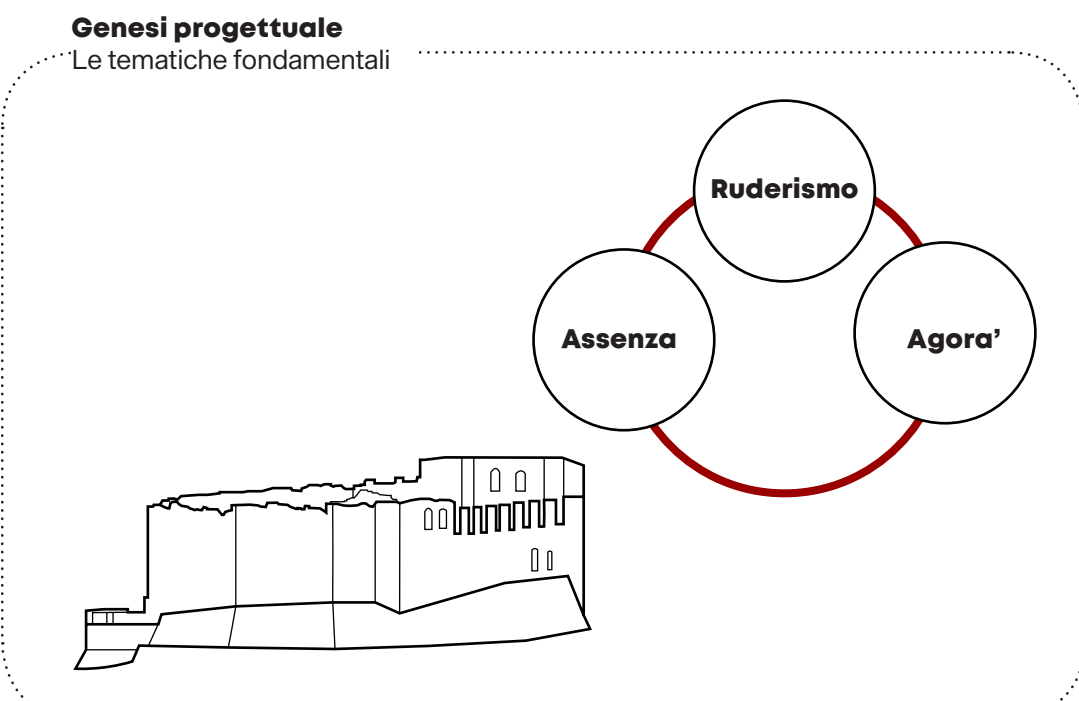 Genesi progettuale
Le tematiche fondamentali
Ruderismo
Assenza
Agora’